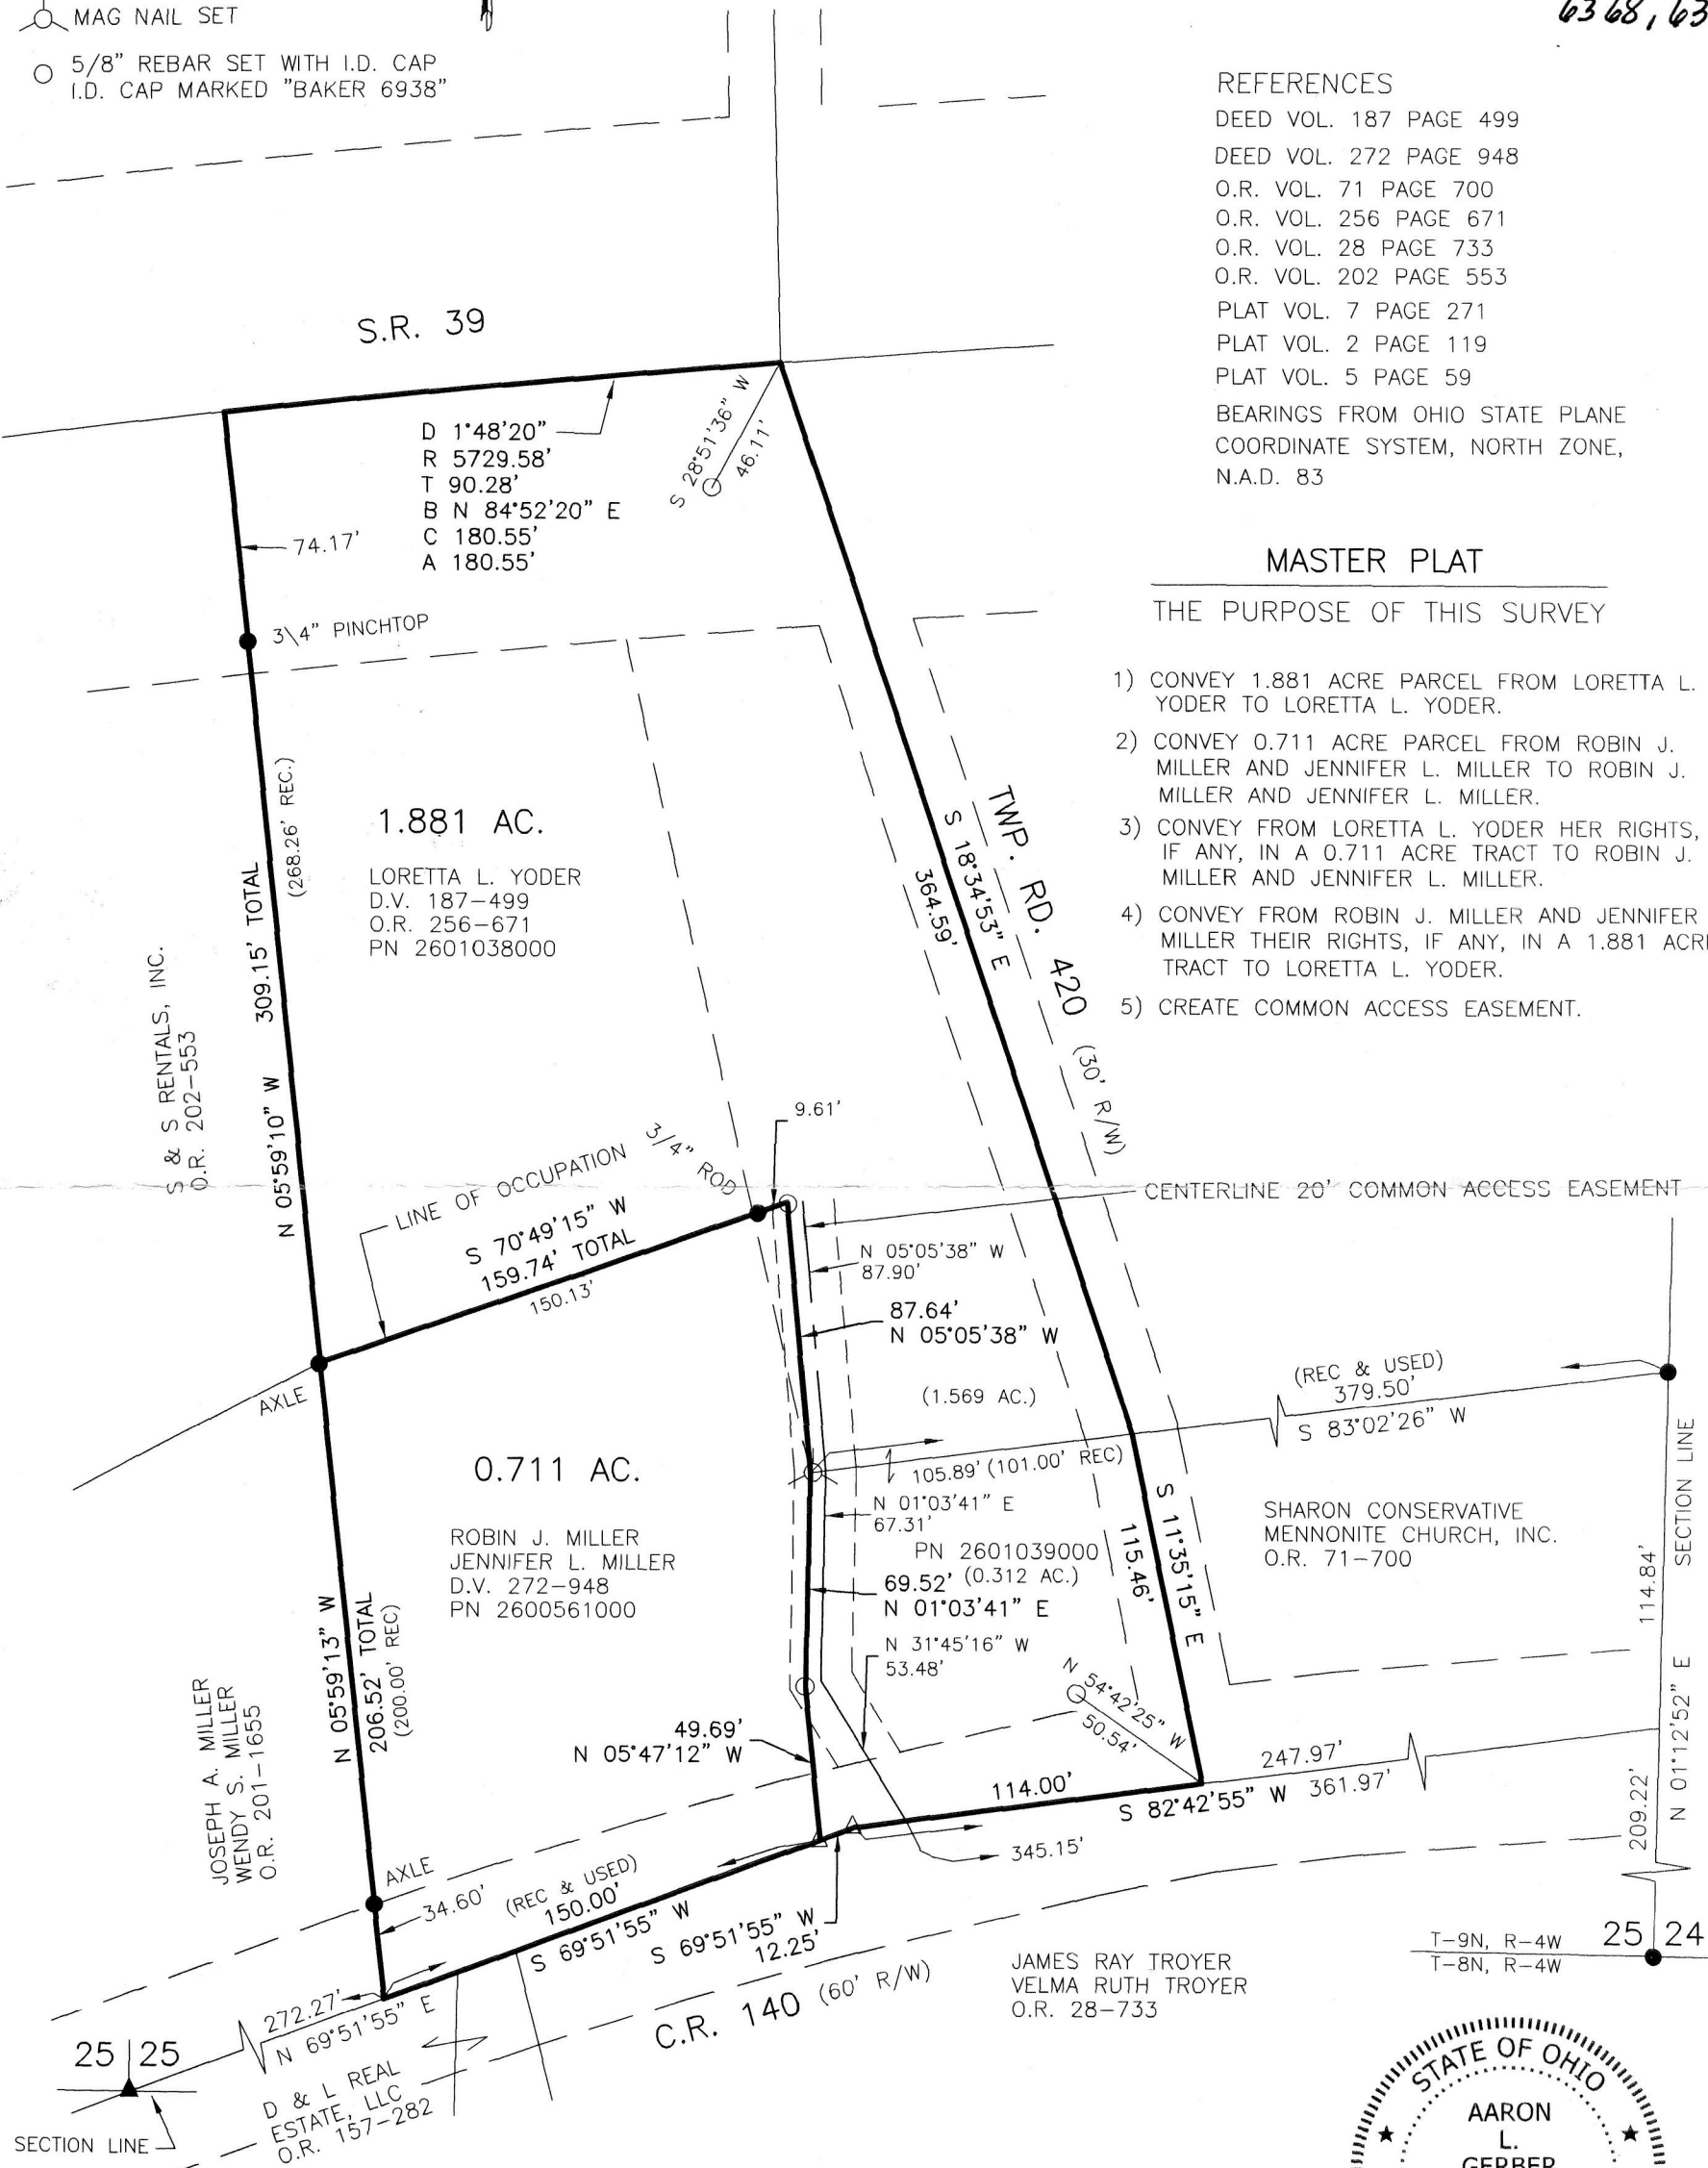 MAG NAIL SET
5/8" REBAR SET WITH I.D. CAP
I.D. CAP MARKED "BAKER 6938"
REFERENCES
DEED VOL. 187 PAGE 499
DEED VOL. 272 PAGE 948
O.R. VOL. 71 PAGE 700
O.R. VOL. 256 PAGE 671
O.R. VOL. 28 PAGE 733
O.R. VOL. 202 PAGE 553
PLAT VOL. 7 PAGE 271
PLAT VOL. 2 PAGE 119
PLAT VOL. 5 PAGE 59
BEARINGS FROM OHIO STATE PLANE
COORDINATE SYSTEM, NORTH ZONE,
N.A.D. 83
MASTER PLAT
THE PURPOSE OF THIS SURVEY
1) CONVEY 1.881 ACRE PARCEL FROM LORETTA L.
YODER TO LORETTA L. YODER.
2) CONVEY 0.711 ACRE PARCEL FROM ROBIN J.
MILLER AND JENNIFER L. MILLER TO ROBIN J.
MILLER AND JENNIFER L. MILLER.
3) CONVEY FROM LORETTA L. YODER HER RIGHTS,
IF ANY, IN A 0.711 ACRE TRACT TO ROBIN J.
MILLER AND JENNIFER L. MILLER.
4) CONVEY FROM ROBIN J. MILLER AND JENNIFER
MILLER THEIR RIGHTS, IF ANY, IN A 1.881 ACR
TRACT TO LORETTA L. YODER.
5) CREATE COMMON ACCESS EASEMENT.
S.R. 39
D 1°48'20"
R 5729.58'
T 90.28'
B N 84°52'20" E
C 180.55'
A 180.55'
S 28°51'36" W
46.11'
74.17'
3\4" PINCHTOP
1.881 AC.
LORETTA L. YODER
D.V. 187-499
O.R. 256-671
PN 2601038000
N 05°59'10" W 309.15' TOTAL
(268.26' REC.)
S & S RENTALS, INC.
O.R. 202-553
TWP. RD. 420 (30' R/W)
S 18°34'53" E
364.59'
9.61'
3/4" ROD
LINE OF OCCUPATION
S 70°49'15" W
159.74' TOTAL
150.13'
CENTERLINE 20' COMMON ACCESS EASEMENT
N 05°05'38" W
87.90'
87.64'
N 05°05'38" W
(1.569 AC.)
AXLE
(REC & USED)
379.50'
S 83°02'26" W
0.711 AC.
ROBIN J. MILLER
JENNIFER L. MILLER
D.V. 272-948
PN 2600561000
105.89' (101.00' REC)
N 01°03'41" E
67.31'
PN 2601039000
(0.312 AC.)
69.52'
N 01°03'41" E
N 31°45'16" W
53.48'
S 11°35'15" E
115.46'
SHARON CONSERVATIVE
MENNONITE CHURCH, INC.
O.R. 71-700
SECTION LINE
114.84'
N 01°12'52" E
209.22'
N 05°59'13" W
206.52' TOTAL
(200.00' REC)
JOSEPH A. MILLER
WENDY S. MILLER
O.R. 201-1655
49.69'
N 05°47'12" W
N 54°42'25" W
50.54'
247.97'
114.00'
S 82°42'55" W 361.97'
345.15'
AXLE
34.60'
(REC & USED)
150.00'
S 69°51'55" W
S 69°51'55" W
12.25'
C.R. 140 (60' R/W)
JAMES RAY TROYER
VELMA RUTH TROYER
O.R. 28-733
T-9N, R-4W
T-8N, R-4W
25 24
272.27'
N 69°51'55" E
25 25
SECTION LINE
D & L REAL
ESTATE, LLC
O.R. 157-282
STATE OF OHIO
AARON
L.
GERBER